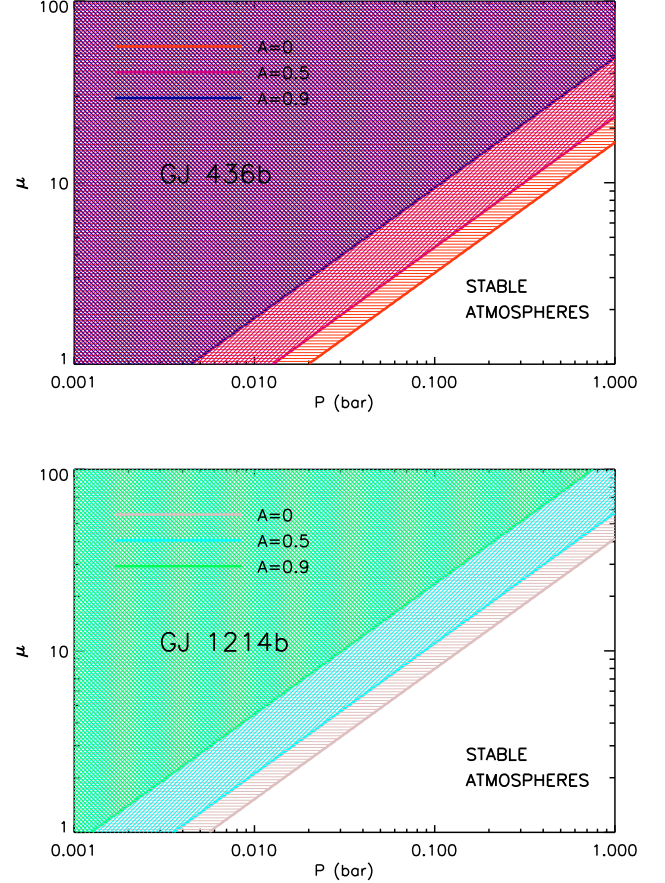 100
A=0
A=0.5
A=0.9
GJ 436b
10
μ
STABLE
ATMOSPHERES
1
0.001 0.010 0.100 1.000
P (bar)
100
A=0
A=0.5
A=0.9
GJ 1214b
10
μ
STABLE
ATMOSPHERES
1
0.001 0.010 0.100 1.000
P (bar)